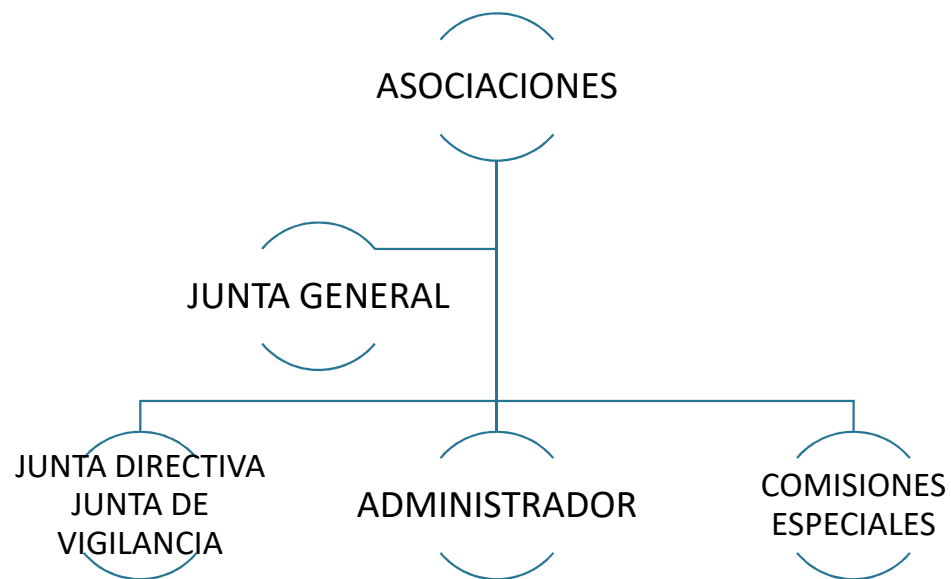 ASOCIACIONES
JUNTA GENERAL
JUNTA DIRECTIVA
JUNTA DE
VIGILANCIA
ADMINISTRADOR
COMISIONES
ESPECIALES